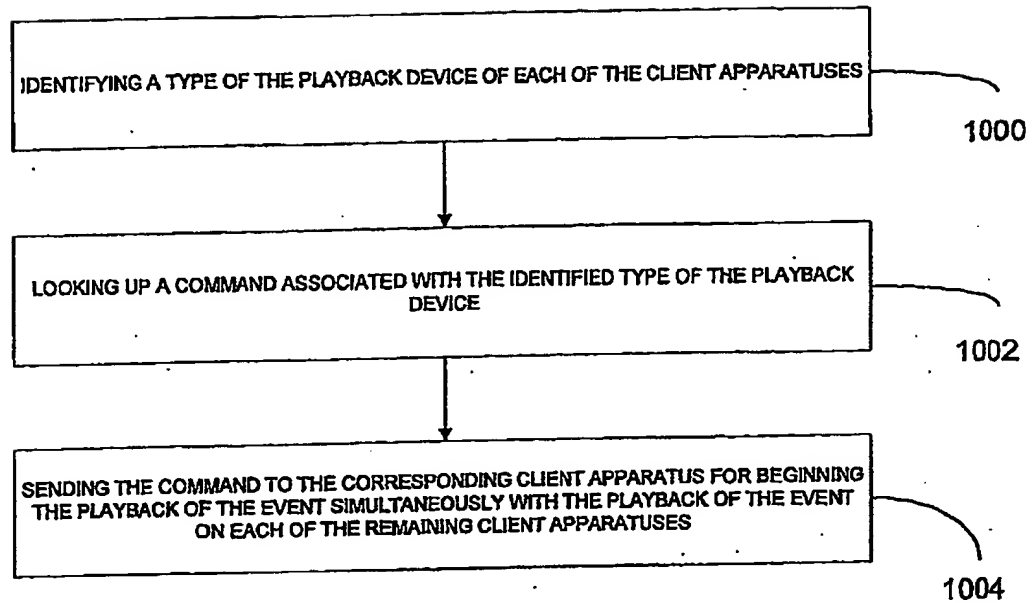 IDENTIFYING A TYPE OF THE PLAYBACK DEVICE OF EACH OF THE CLIENT APPARATUSES
1000
LOOKING UP A COMMAND ASSOCIATED WITH THE IDENTIFIED TYPE OF THE PLAYBACK
DEVICE
1002
SENDING THE COMMAND TO THE CORRESPONDING CLIENT APPARATUS FOR BEGINNING
THE PLAYBACK OF THE EVENT SIMULTANEOUSLY WITH THE PLAYBACK OF THE EVENT
ON EACH OF THE REMAINING CLIENT APPARATUSES
1004